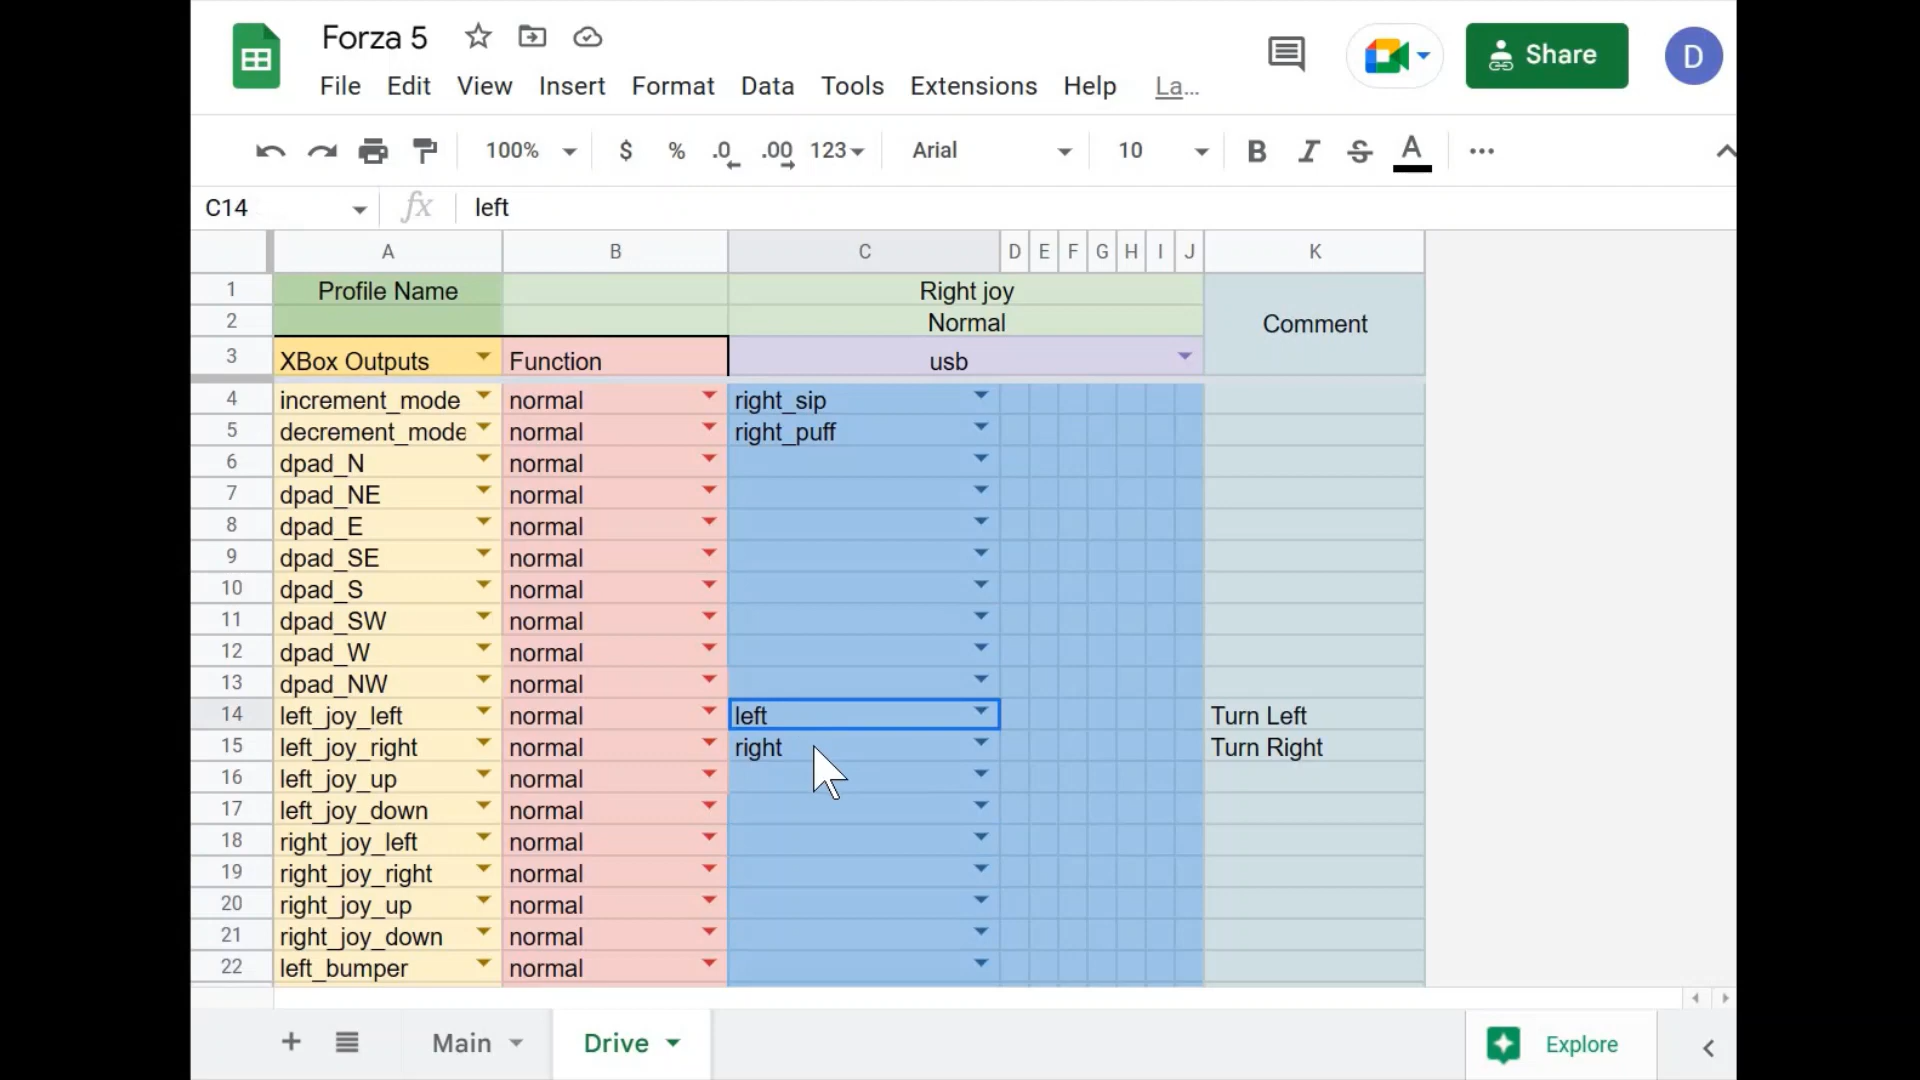 Forza 5
File Edit View Insert Format Data Tools Extensions Help La...
Share
D
100% $ % .0 .00 123 Arial 10 B I S A ...
C14 fx left
A B C D E F G H I J K
1 Profile Name Right joy
2 Normal Comment
3 XBox Outputs Function usb
4 increment_mode normal right_sip
5 decrement_mode normal right_puff
6 dpad_N normal
7 dpad_NE normal
8 dpad_E normal
9 dpad_SE normal
10 dpad_S normal
11 dpad_SW normal
12 dpad_W normal
13 dpad_NW normal
14 left_joy_left normal left Turn Left
15 left_joy_right normal right Turn Right
16 left_joy_up normal
17 left_joy_down normal
18 right_joy_left normal
19 right_joy_right normal
20 right_joy_up normal
21 right_joy_down normal
22 left_bumper normal
+ Main Drive Explore